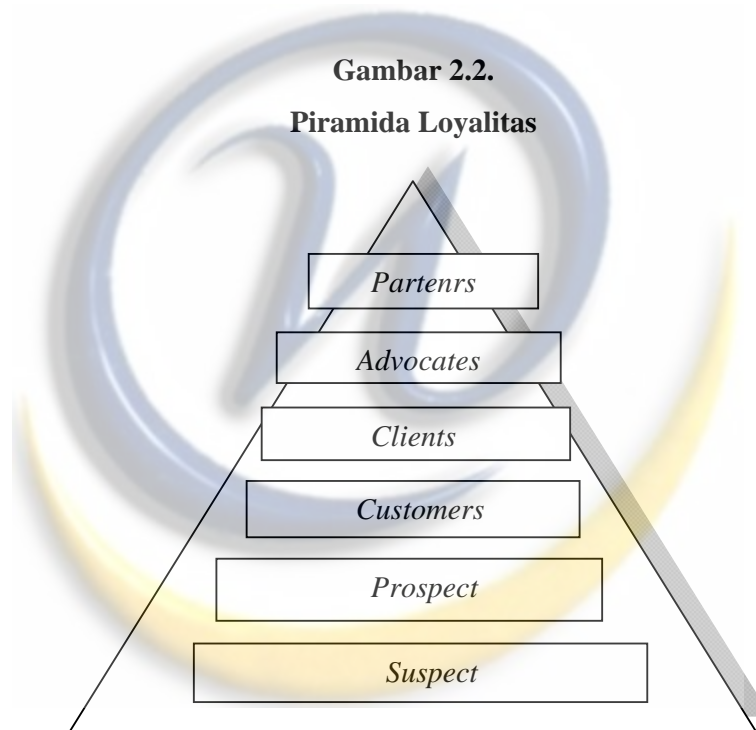 Gambar 2.2.
Piramida Loyalitas
Partenrs
Advocates
Clients
Customers
Prospect
Suspect